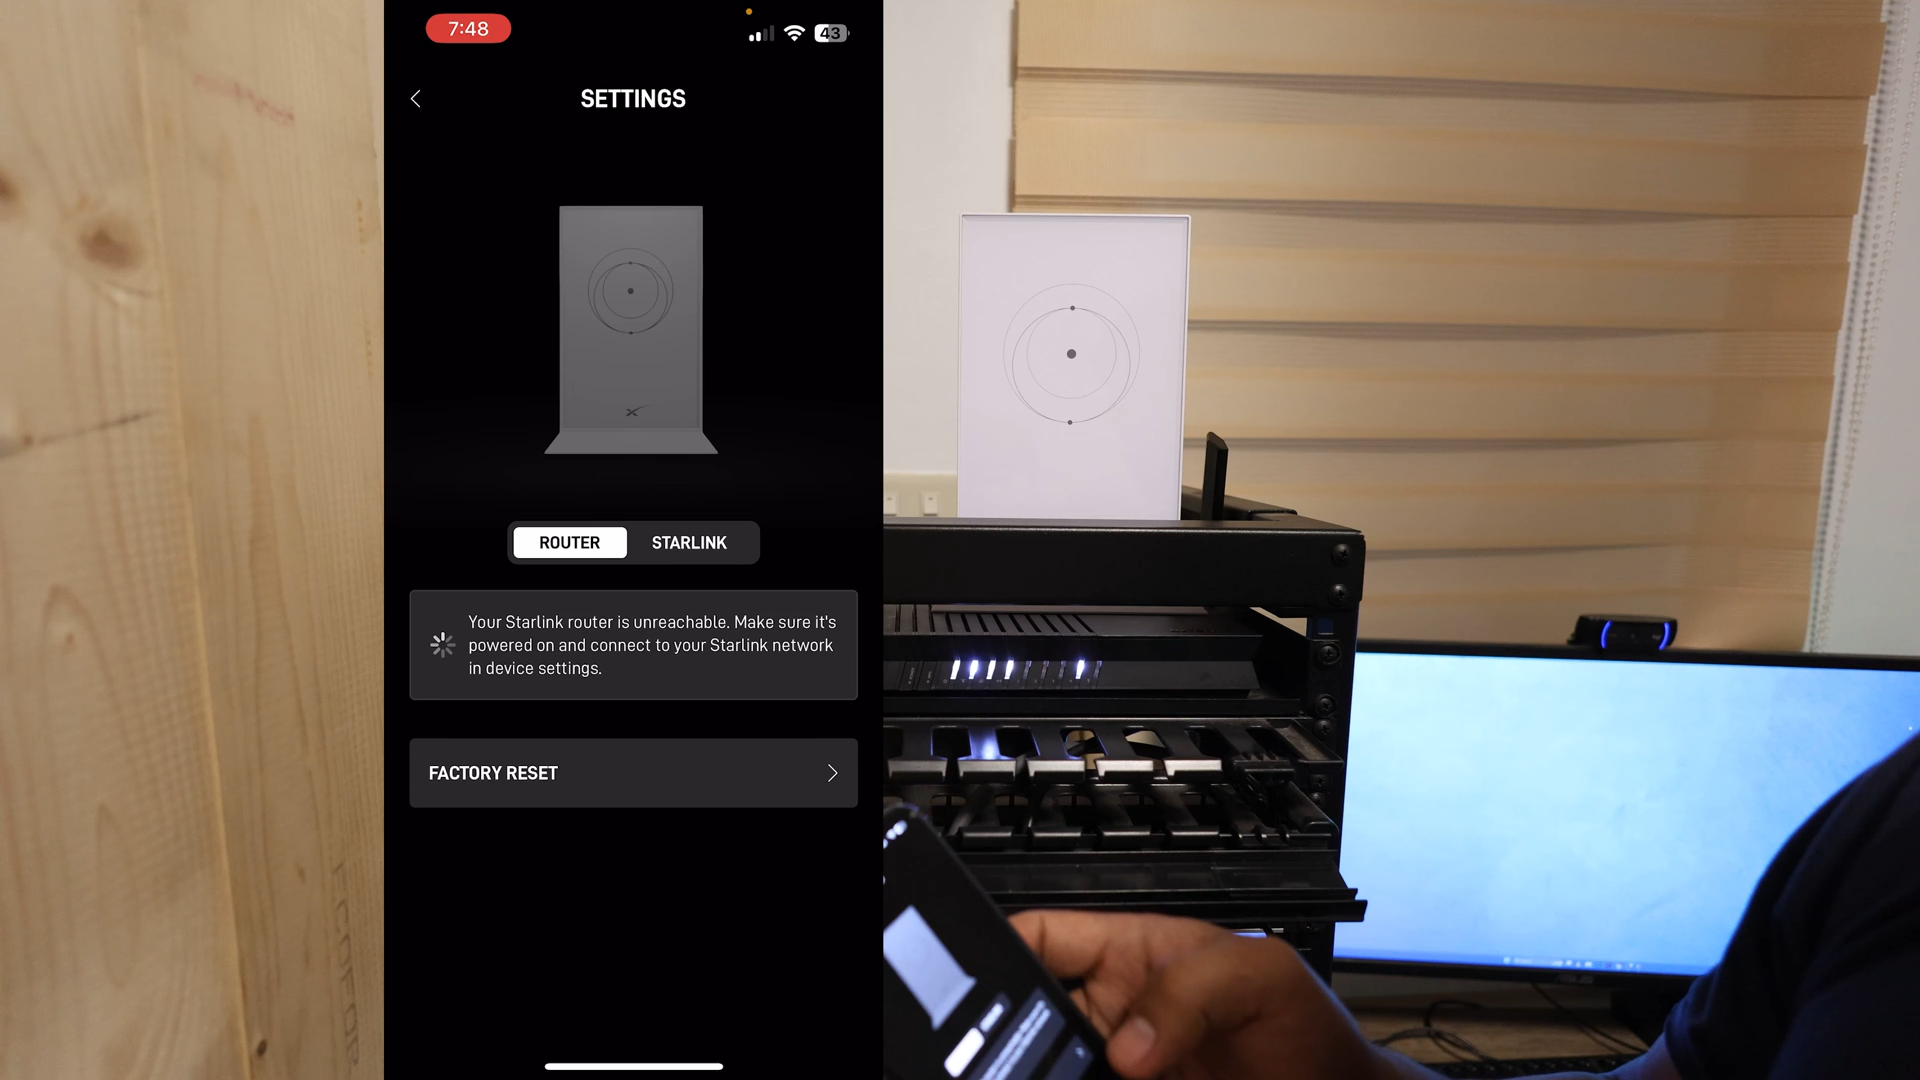 7:48
43
SETTINGS
ROUTER
STARLINK
Your Starlink router is unreachable. Make sure it's
powered on and connect to your Starlink network
in device settings.
FACTORY RESET